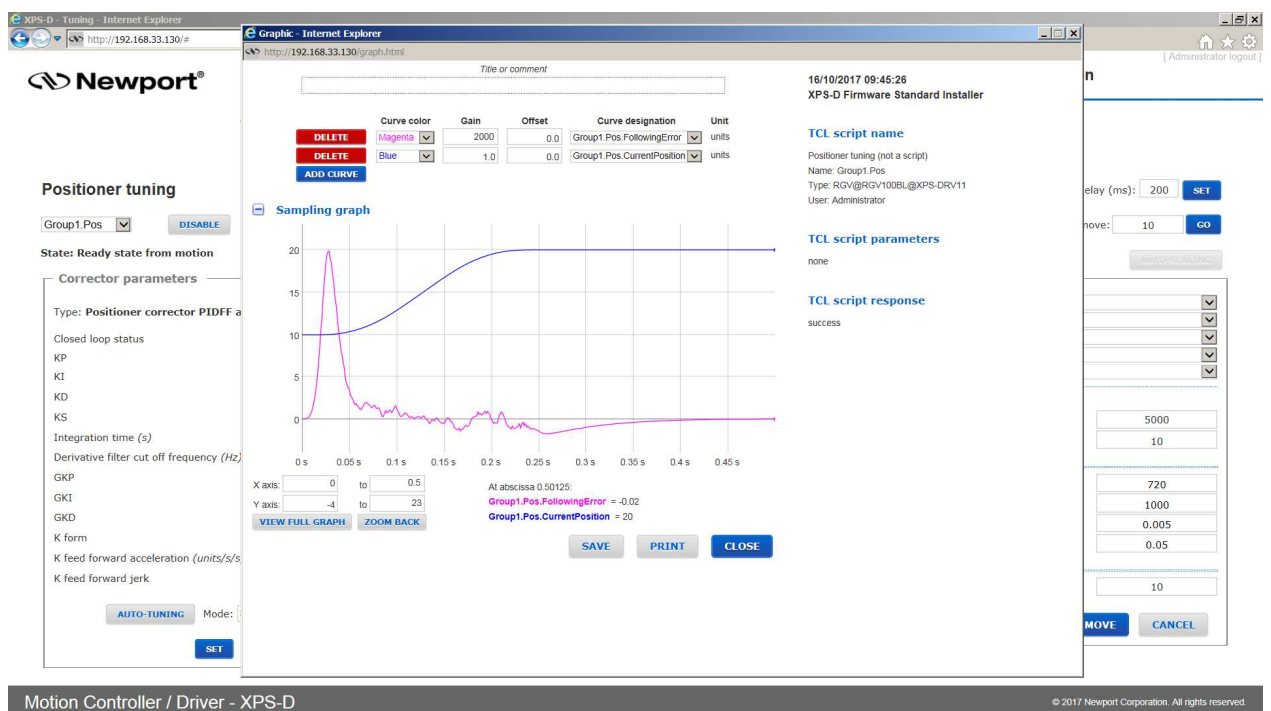 XPS-D - Tuning - Internet Explorer
http://192.168.33.130/#
[ Administrator logout ]
Newport®
n
Positioner tuning
Group1.Pos DISABLE
State: Ready state from motion
Corrector parameters
Type: Positioner corrector PIDFF a
Closed loop status
KP
KI
KD
KS
Integration time (s)
Derivative filter cut off frequency (Hz)
GKP
GKI
GKD
K form
K feed forward acceleration (units/s/s
K feed forward jerk
AUTO-TUNING Mode:
SET
Graphic - Internet Explorer
http://192.168.33.130/graph.html
Title or comment
Curve color Gain Offset Curve designation Unit
DELETE Magenta 2000 0.0 Group1.Pos.FollowingError units
DELETE Blue 1.0 0.0 Group1.Pos.CurrentPosition units
ADD CURVE
Sampling graph
20
15
10
5
0
0 s 0.05 s 0.1 s 0.15 s 0.2 s 0.25 s 0.3 s 0.35 s 0.4 s 0.45 s
X axis: 0 to 0.5
Y axis: -4 to 23
VIEW FULL GRAPH ZOOM BACK
At abscissa 0.50125:
Group1.Pos.FollowingError = -0.02
Group1.Pos.CurrentPosition = 20
SAVE PRINT CLOSE
16/10/2017 09:45:26
XPS-D Firmware Standard Installer
TCL script name
Positioner tuning (not a script)
Name: Group1.Pos
Type: RGV@RGV100BL@XPS-DRV11
User: Administrator
TCL script parameters
none
TCL script response
success
elay (ms): 200 SET
nove: 10 GO
AUTO-SCALING
5000
10
720
1000
0.005
0.05
10
MOVE CANCEL
Motion Controller / Driver - XPS-D
© 2017 Newport Corporation. All rights reserved.